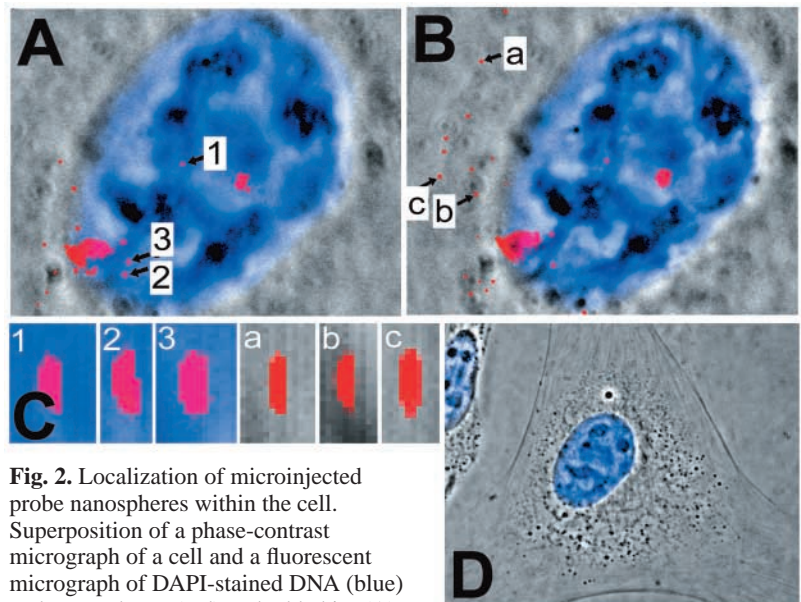 A
B
a
1
c
b
3
2
1
2
3
a
b
c
C
D
Fig. 2. Localization of microinjected
probe nanospheres within the cell.
Superposition of a phase-contrast
micrograph of a cell and a fluorescent
micrograph of DAPI-stained DNA (blue)